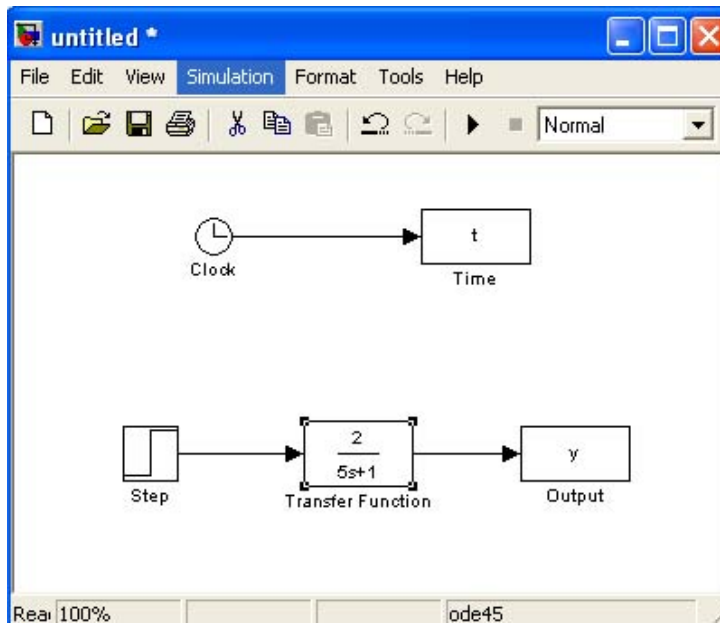 untitled *
File Edit View Simulation Format Tools Help
Normal
t
Clock
Time
2
5s+1
y
Step
Transfer Function
Output
Rea 100% ode45